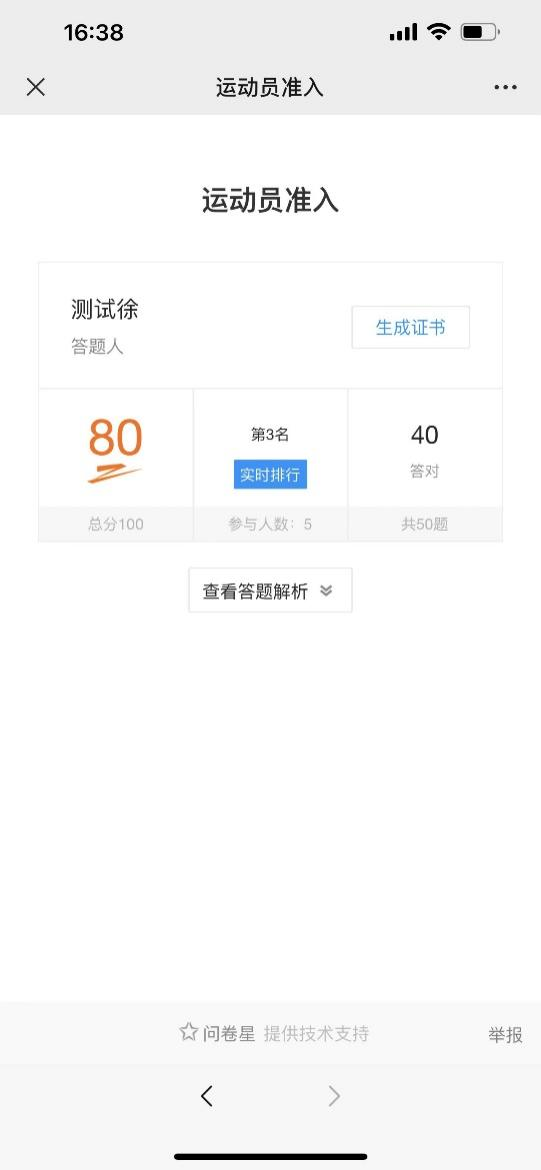 16:38
运动员准入
运动员准入
测试徐
答题人
生成证书
80
第3名
40
实时排行
答对
总分100
参与人数：5
共50题
查看答题解析
问卷星 提供技术支持
举报